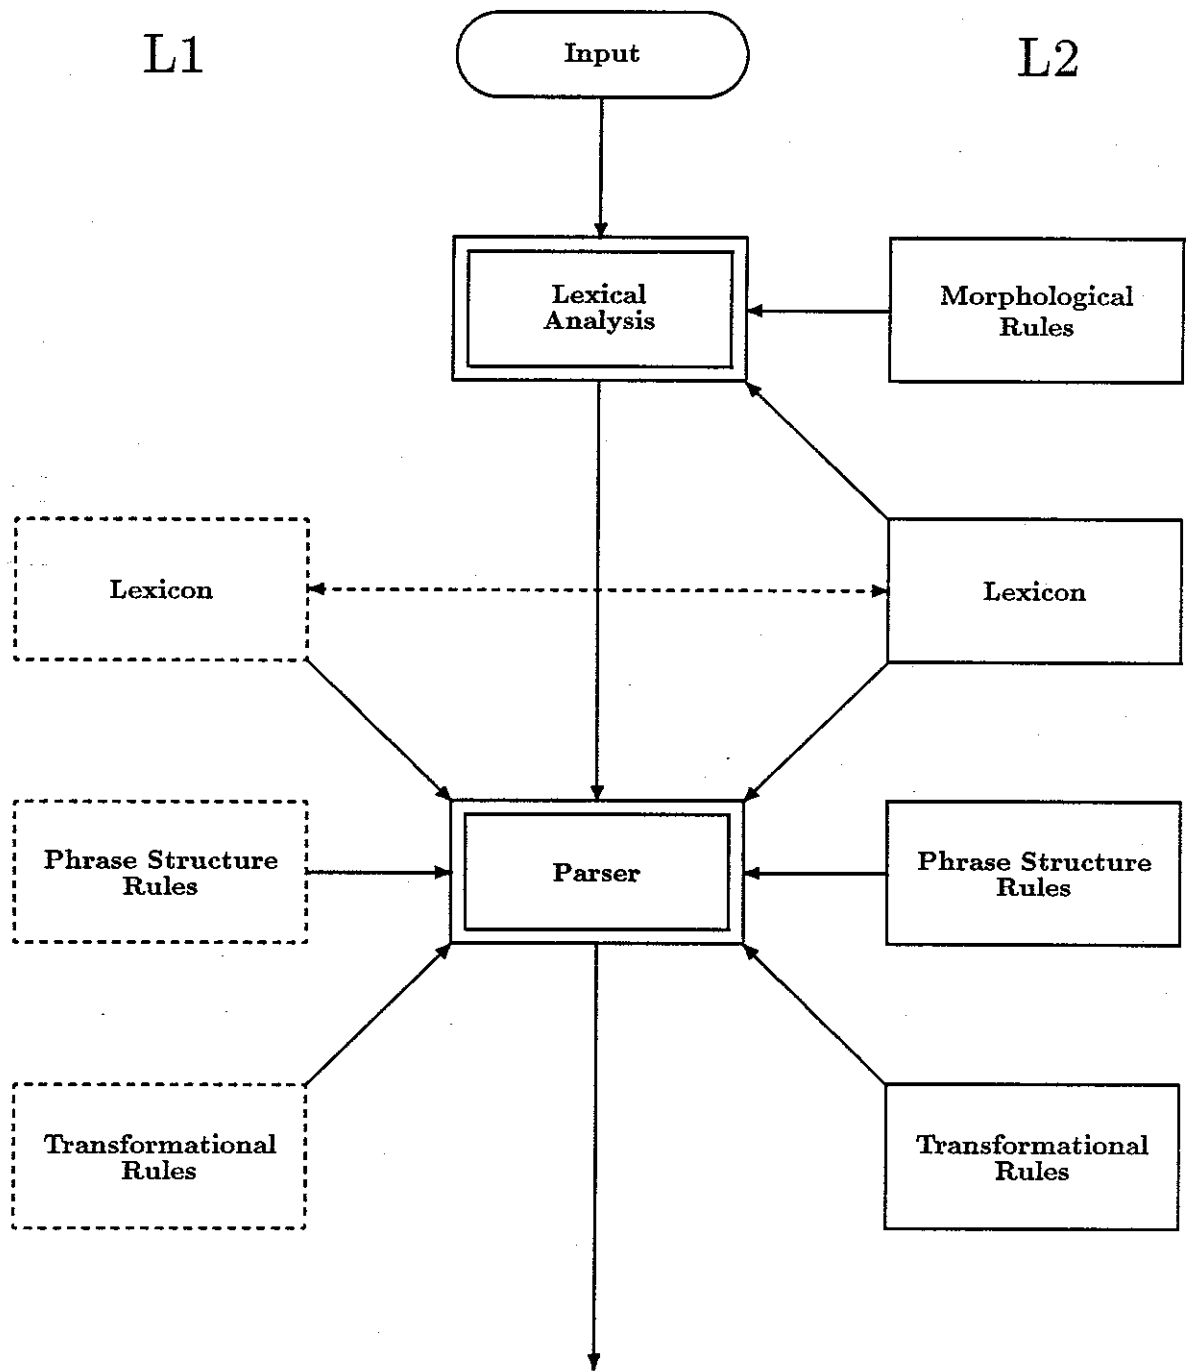 L1
Input
L2
Lexical
Analysis
Morphological
Rules
Lexicon
Lexicon
Phrase Structure
Rules
Parser
Phrase Structure
Rules
Transformational
Rules
Transformational
Rules